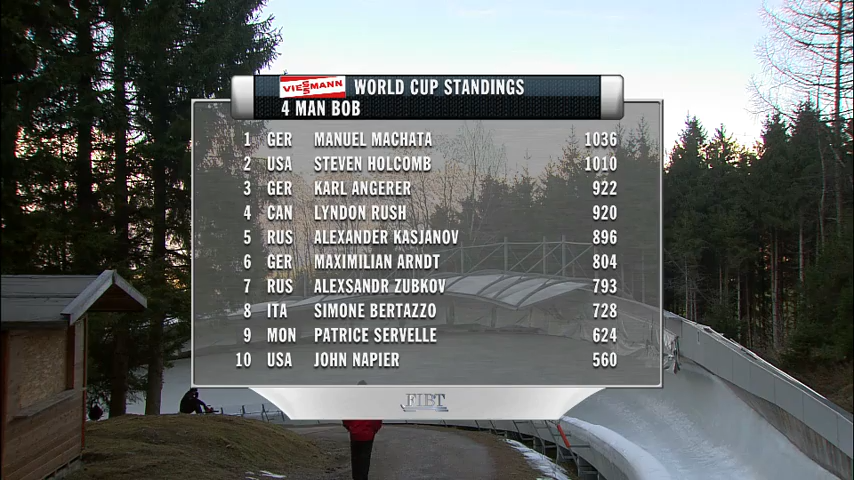 VIESSMANN WORLD CUP STANDINGS
4 MAN BOB
1 GER MANUEL MACHATA 1036
2 USA STEVEN HOLCOMB 1010
3 GER KARL ANGERER 922
4 CAN LYNDON RUSH 920
5 RUS ALEXANDER KASJANOV 896
6 GER MAXIMILIAN ARNDT 804
7 RUS ALEXSANDR ZUBKOV 793
8 ITA SIMONE BERTAZZO 728
9 MON PATRICE SERVELLE 624
10 USA JOHN NAPIER 560
FIBT